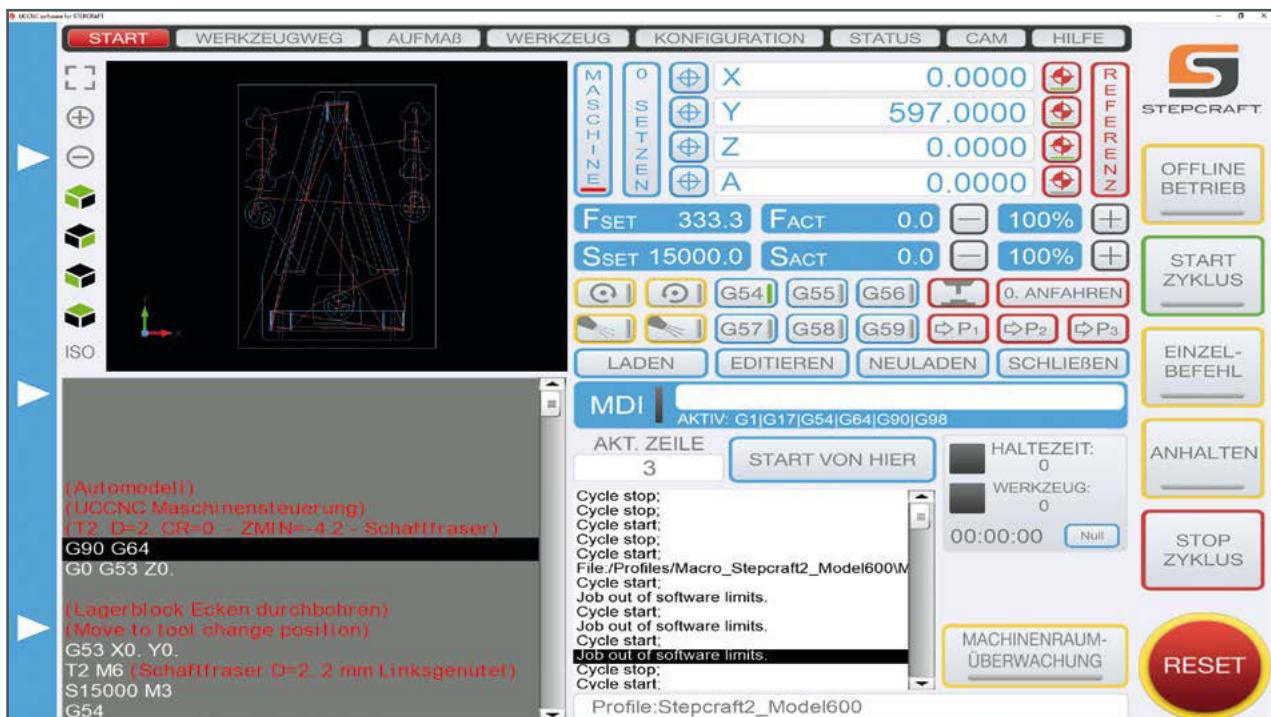 UCCNC software for STEPCRAFT
START WERKZEUGWEG AUFMAß WERKZEUG KONFIGURATION STATUS CAM HILFE
ISO
(Automodell)
(UCCNC Maschinensteuerung)
(T2 D=2. CR=0. - ZMIN=-4.2 - Schaftfraser)
G90 G64
G0 G53 Z0.
(Lagerblock Ecken durchbohren)
(Move to tool change position)
G53 X0. Y0.
T2 M6 (Schaftfraser D=2. 2 mm Linksgenutet)
S15000 M3
G54
MASCHINE
0 SETZEN
X 0.0000
Y 597.0000
Z 0.0000
A 0.0000
REFERENZ
FSET 333.3 FACT 0.0 100%
SSET 15000.0 SACT 0.0 100%
G54 G55 G56 0. ANFAHREN
G57 G58 G59 P1 P2 P3
LADEN EDITIEREN NEULADEN SCHLIEßEN
MDI
AKTIV: G1|G17|G54|G64|G90|G98
AKT. ZEILE
3
START VON HIER
Cycle stop;
Cycle stop;
Cycle start;
Cycle stop;
Cycle start;
File:/Profiles/Macro_Stepcraft2_Model600\M
Cycle start;
Job out of software limits.
Cycle start;
Job out of software limits.
Cycle start;
Job out of software limits.
Cycle stop;
Cycle start;
HALTEZEIT:
0
WERKZEUG:
0
00:00:00 Null
MACHINENRAUM-
ÜBERWACHUNG
Profile:Stepcraft2_Model600
S
STEPCRAFT
OFFLINE
BETRIEB
START
ZYKLUS
EINZEL-
BEFEHL
ANHALTEN
STOP
ZYKLUS
RESET